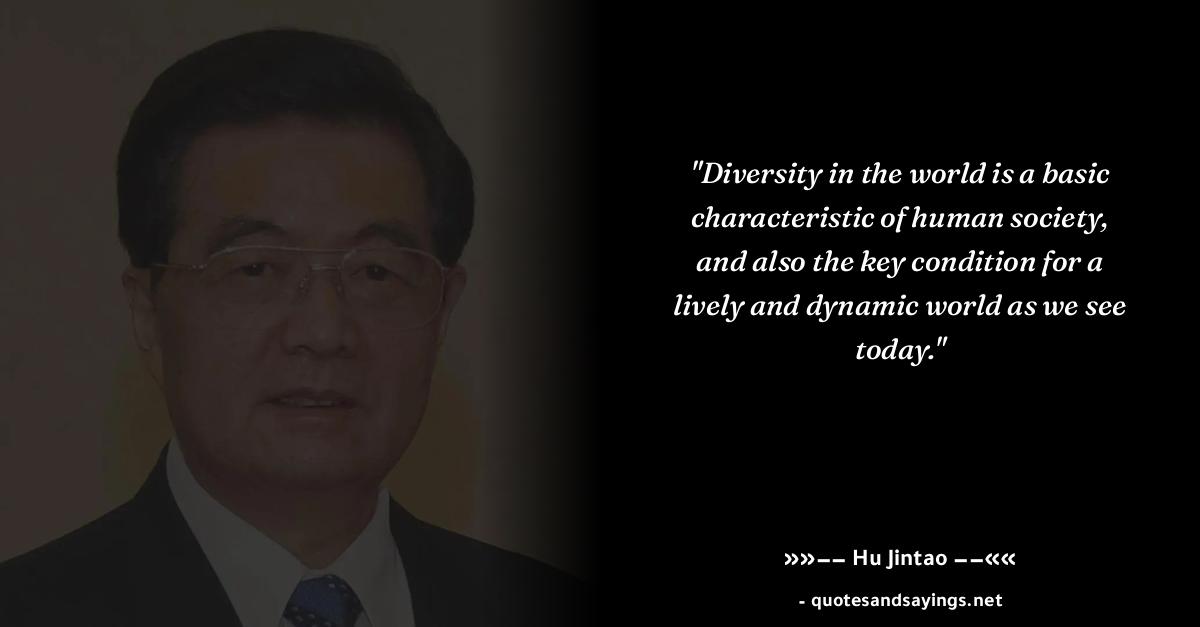 "Diversity in the world is a basic
characteristic of human society,
and also the key condition for a
lively and dynamic world as we see
today."
»»−− Hu Jintao −−««
- quotesandsayings.net